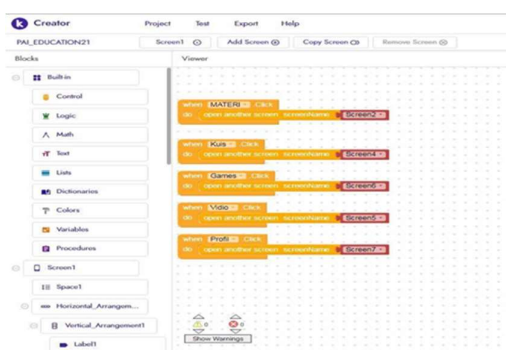 Creator
Project Test Export Help
PAI_EDUCATION21 Screen1 Add Screen Copy Screen Remove Screen
Blocks Viewer
Built-in
Control
Logic
Math
Text
Lists
Dictionaries
Colors
Variables
Procedures
Screen1
Space1
Horizontal_Arrangem...
Vertical_Arrangement1
Label1
when MATERI .Click
do open another screen screenName Screen2
when Kuis .Click
do open another screen screenName Screen4
when Games .Click
do open another screen screenName Screen6
when Vidio .Click
do open another screen screenName Screen5
when Profil .Click
do open another screen screenName Screen7
0 0
Show Warnings